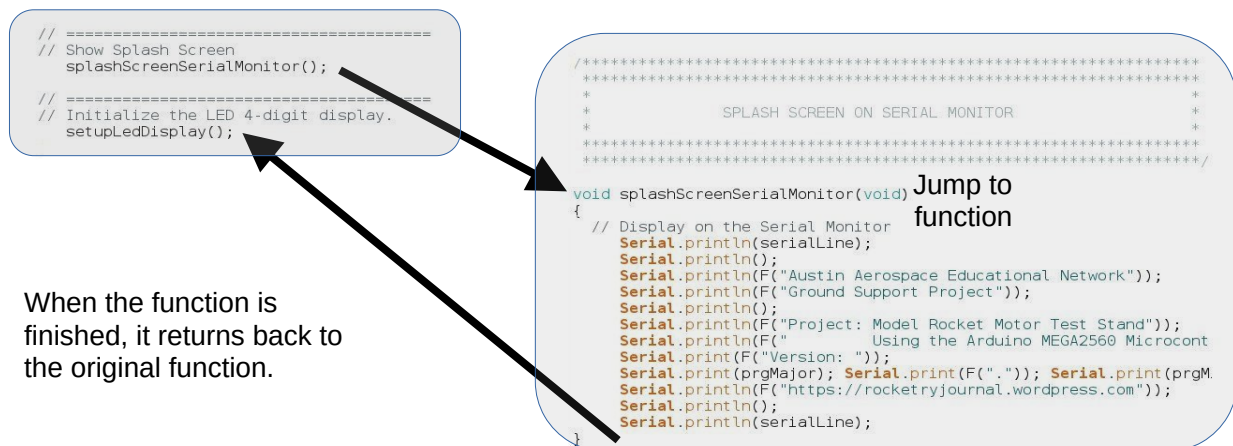 // =======================================
// Show Splash Screen
splashScreenSerialMonitor();
// =======================================
// Initialize the LED 4-digit display.
setupLedDisplay();
When the function is
finished, it returns back to
the original function.
/******************************************************************
******************************************************************
* *
* SPLASH SCREEN ON SERIAL MONITOR *
* *
******************************************************************
******************************************************************/
void splashScreenSerialMonitor(void)
{
// Display on the Serial Monitor
Serial.println(serialLine);
Serial.println();
Serial.println(F("Austin Aerospace Educational Network"));
Serial.println(F("Ground Support Project"));
Serial.println();
Serial.println(F("Project: Model Rocket Motor Test Stand"));
Serial.println(F("         Using the Arduino MEGA2560 Microcont
Serial.print(F("Version: "));
Serial.print(prgMajor); Serial.print(F(".")); Serial.print(prgM
Serial.println(F("https://rocketryjournal.wordpress.com"));
Serial.println();
Serial.println(serialLine);
}
Jump to
function